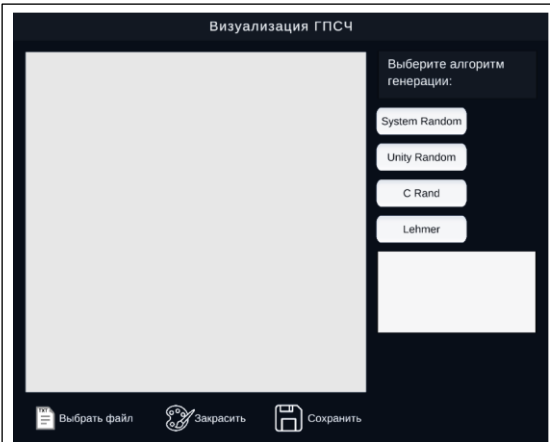 Визуализация ГПСЧ
Выберите алгоритм
генерации:
System Random
Unity Random
C Rand
Lehmer
TXT
Выбрать файл
Закрасить
Сохранить